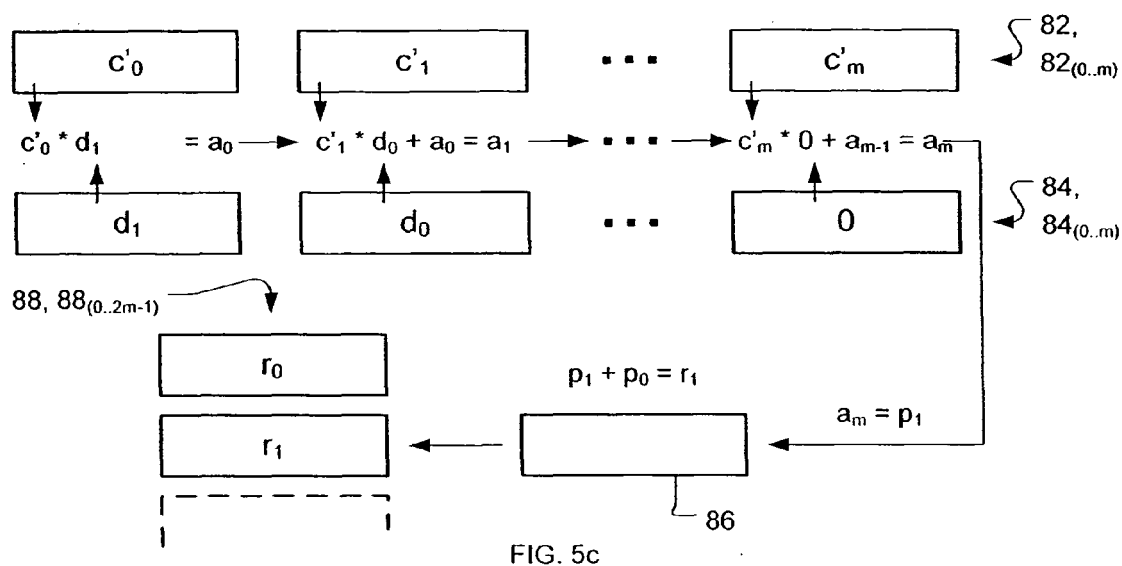 c'0 c'1 ▪ ▪ ▪ c'm 82,
82(0..m)
c'0 * d1 = a0 c'1 * d0 + a0 = a1 ▪ ▪ ▪ c'm * 0 + am-1 = am
d1 d0 ▪ ▪ ▪ 0 84,
84(0..m)
88, 88(0..2m-1)
r0
p1 + p0 = r1
r1 am = p1
86
FIG. 5c